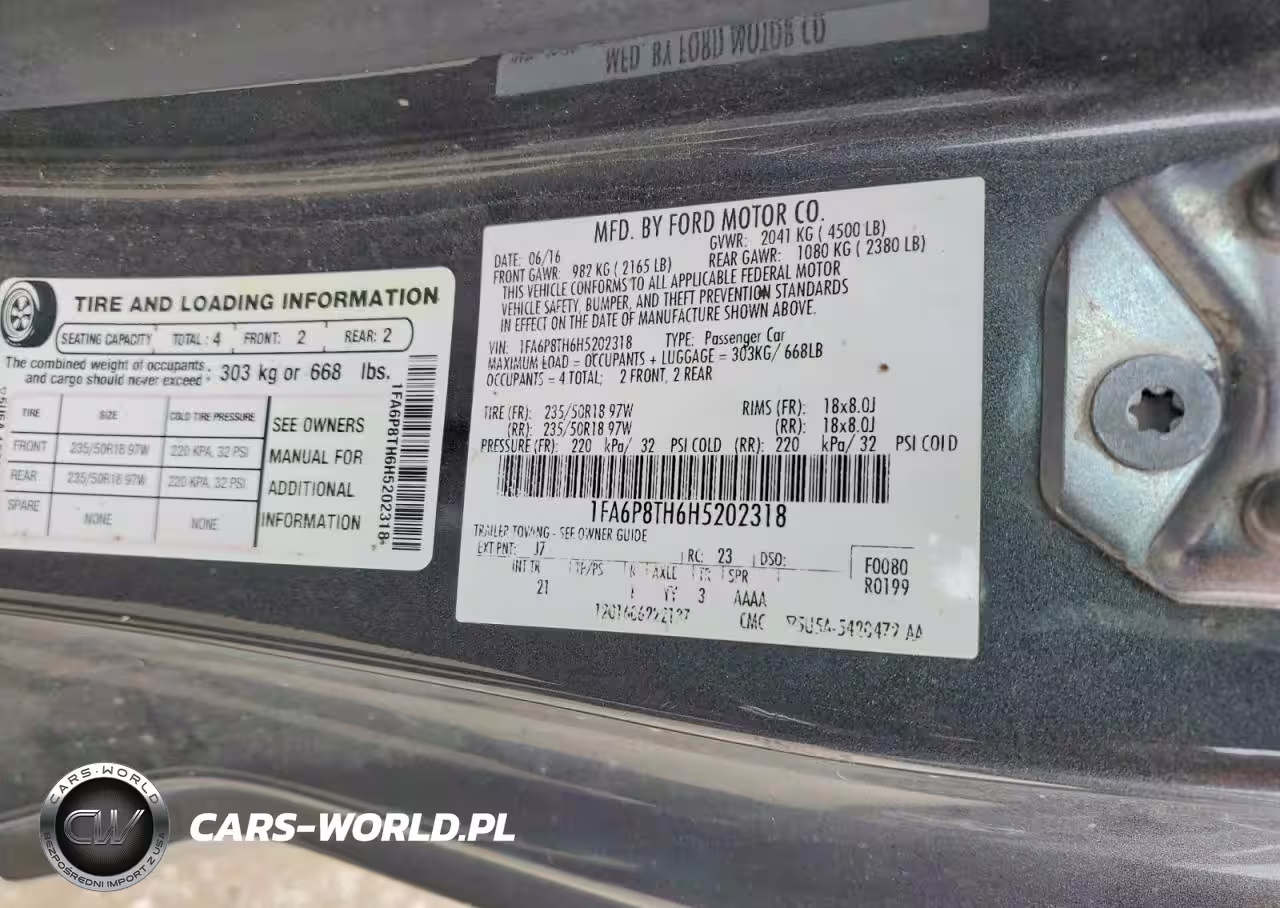 MFD. BY FORD MOTOR CO
MFD. BY FORD MOTOR CO.
DATE: 06/16 GVWR: 2041 KG ( 4500 LB)
FRONT GAWR: 982 KG ( 2165 LB) REAR GAWR: 1080 KG ( 2380 LB)
THIS VEHICLE CONFORMS TO ALL APPLICABLE FEDERAL MOTOR
VEHICLE SAFETY, BUMPER, AND THEFT PREVENTION STANDARDS
IN EFFECT ON THE DATE OF MANUFACTURE SHOWN ABOVE.
VIN: 1FA6P8TH6H5202318 TYPE: Passenger Car
MAXIMUM LOAD = OCCUPANTS + LUGGAGE = 303KG/ 668LB
OCCUPANTS = 4 TOTAL; 2 FRONT, 2 REAR
TIRE (FR): 235/50R18 97W RIMS (FR): 18x8.0J
(RR): 235/50R18 97W (RR): 18x8.0J
PRESSURE (FR): 220 kPa/ 32 PSI COLD (RR): 220 kPa/ 32 PSI COLD
1FA6P8TH6H5202318
TRAILER TOWING - SEE OWNER GUIDE
EXT PNT: J7 RC: 23 DSO: F0080
INT TR TP/PS R AXLE TR SPR R0199
21 YY 3 AAAA
CMC
TIRE AND LOADING INFORMATION
SEATING CAPACITY TOTAL : 4 FRONT: 2 REAR: 2
The combined weight of occupants
and cargo should never exceed : 303 kg or 668 lbs.
TIRE SIZE COLD TIRE PRESSURE
FRONT 235/50R18 97W 220 KPA, 32 PSI
REAR 235/50R18 97W 220 KPA, 32 PSI
SPARE NONE NONE
SEE OWNERS
MANUAL FOR
ADDITIONAL
INFORMATION
1FA6P8TH6H5202318
CARS-WORLD
CW
BEZPOŚREDNI IMPORT Z USA
CARS-WORLD.PL